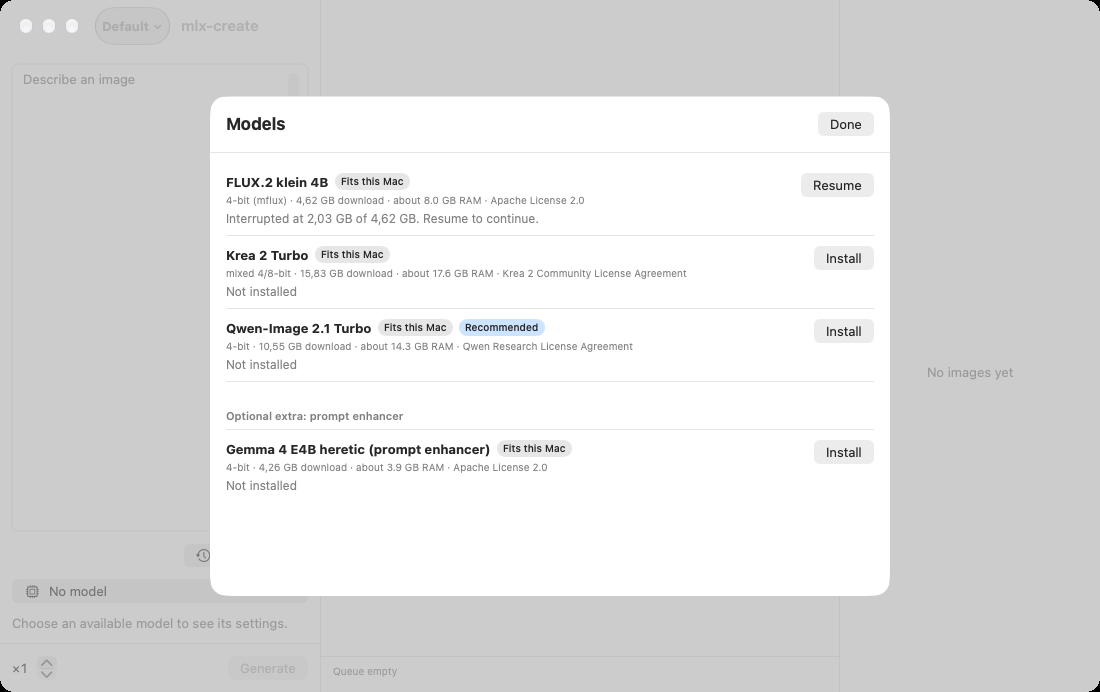 Default
mlx-create
Describe an image
Models
Done
FLUX.2 klein 4B Fits this Mac
Resume
4-bit (mflux) · 4,62 GB download · about 8.0 GB RAM · Apache License 2.0
Interrupted at 2,03 GB of 4,62 GB. Resume to continue.
Krea 2 Turbo Fits this Mac
Install
mixed 4/8-bit · 15,83 GB download · about 17.6 GB RAM · Krea 2 Community License Agreement
Not installed
Qwen-Image 2.1 Turbo Fits this Mac Recommended
Install
4-bit · 10,55 GB download · about 14.3 GB RAM · Qwen Research License Agreement
Not installed
Optional extra: prompt enhancer
Gemma 4 E4B heretic (prompt enhancer) Fits this Mac
Install
4-bit · 4,26 GB download · about 3.9 GB RAM · Apache License 2.0
Not installed
No images yet
No model
Choose an available model to see its settings.
×1
Generate
Queue empty